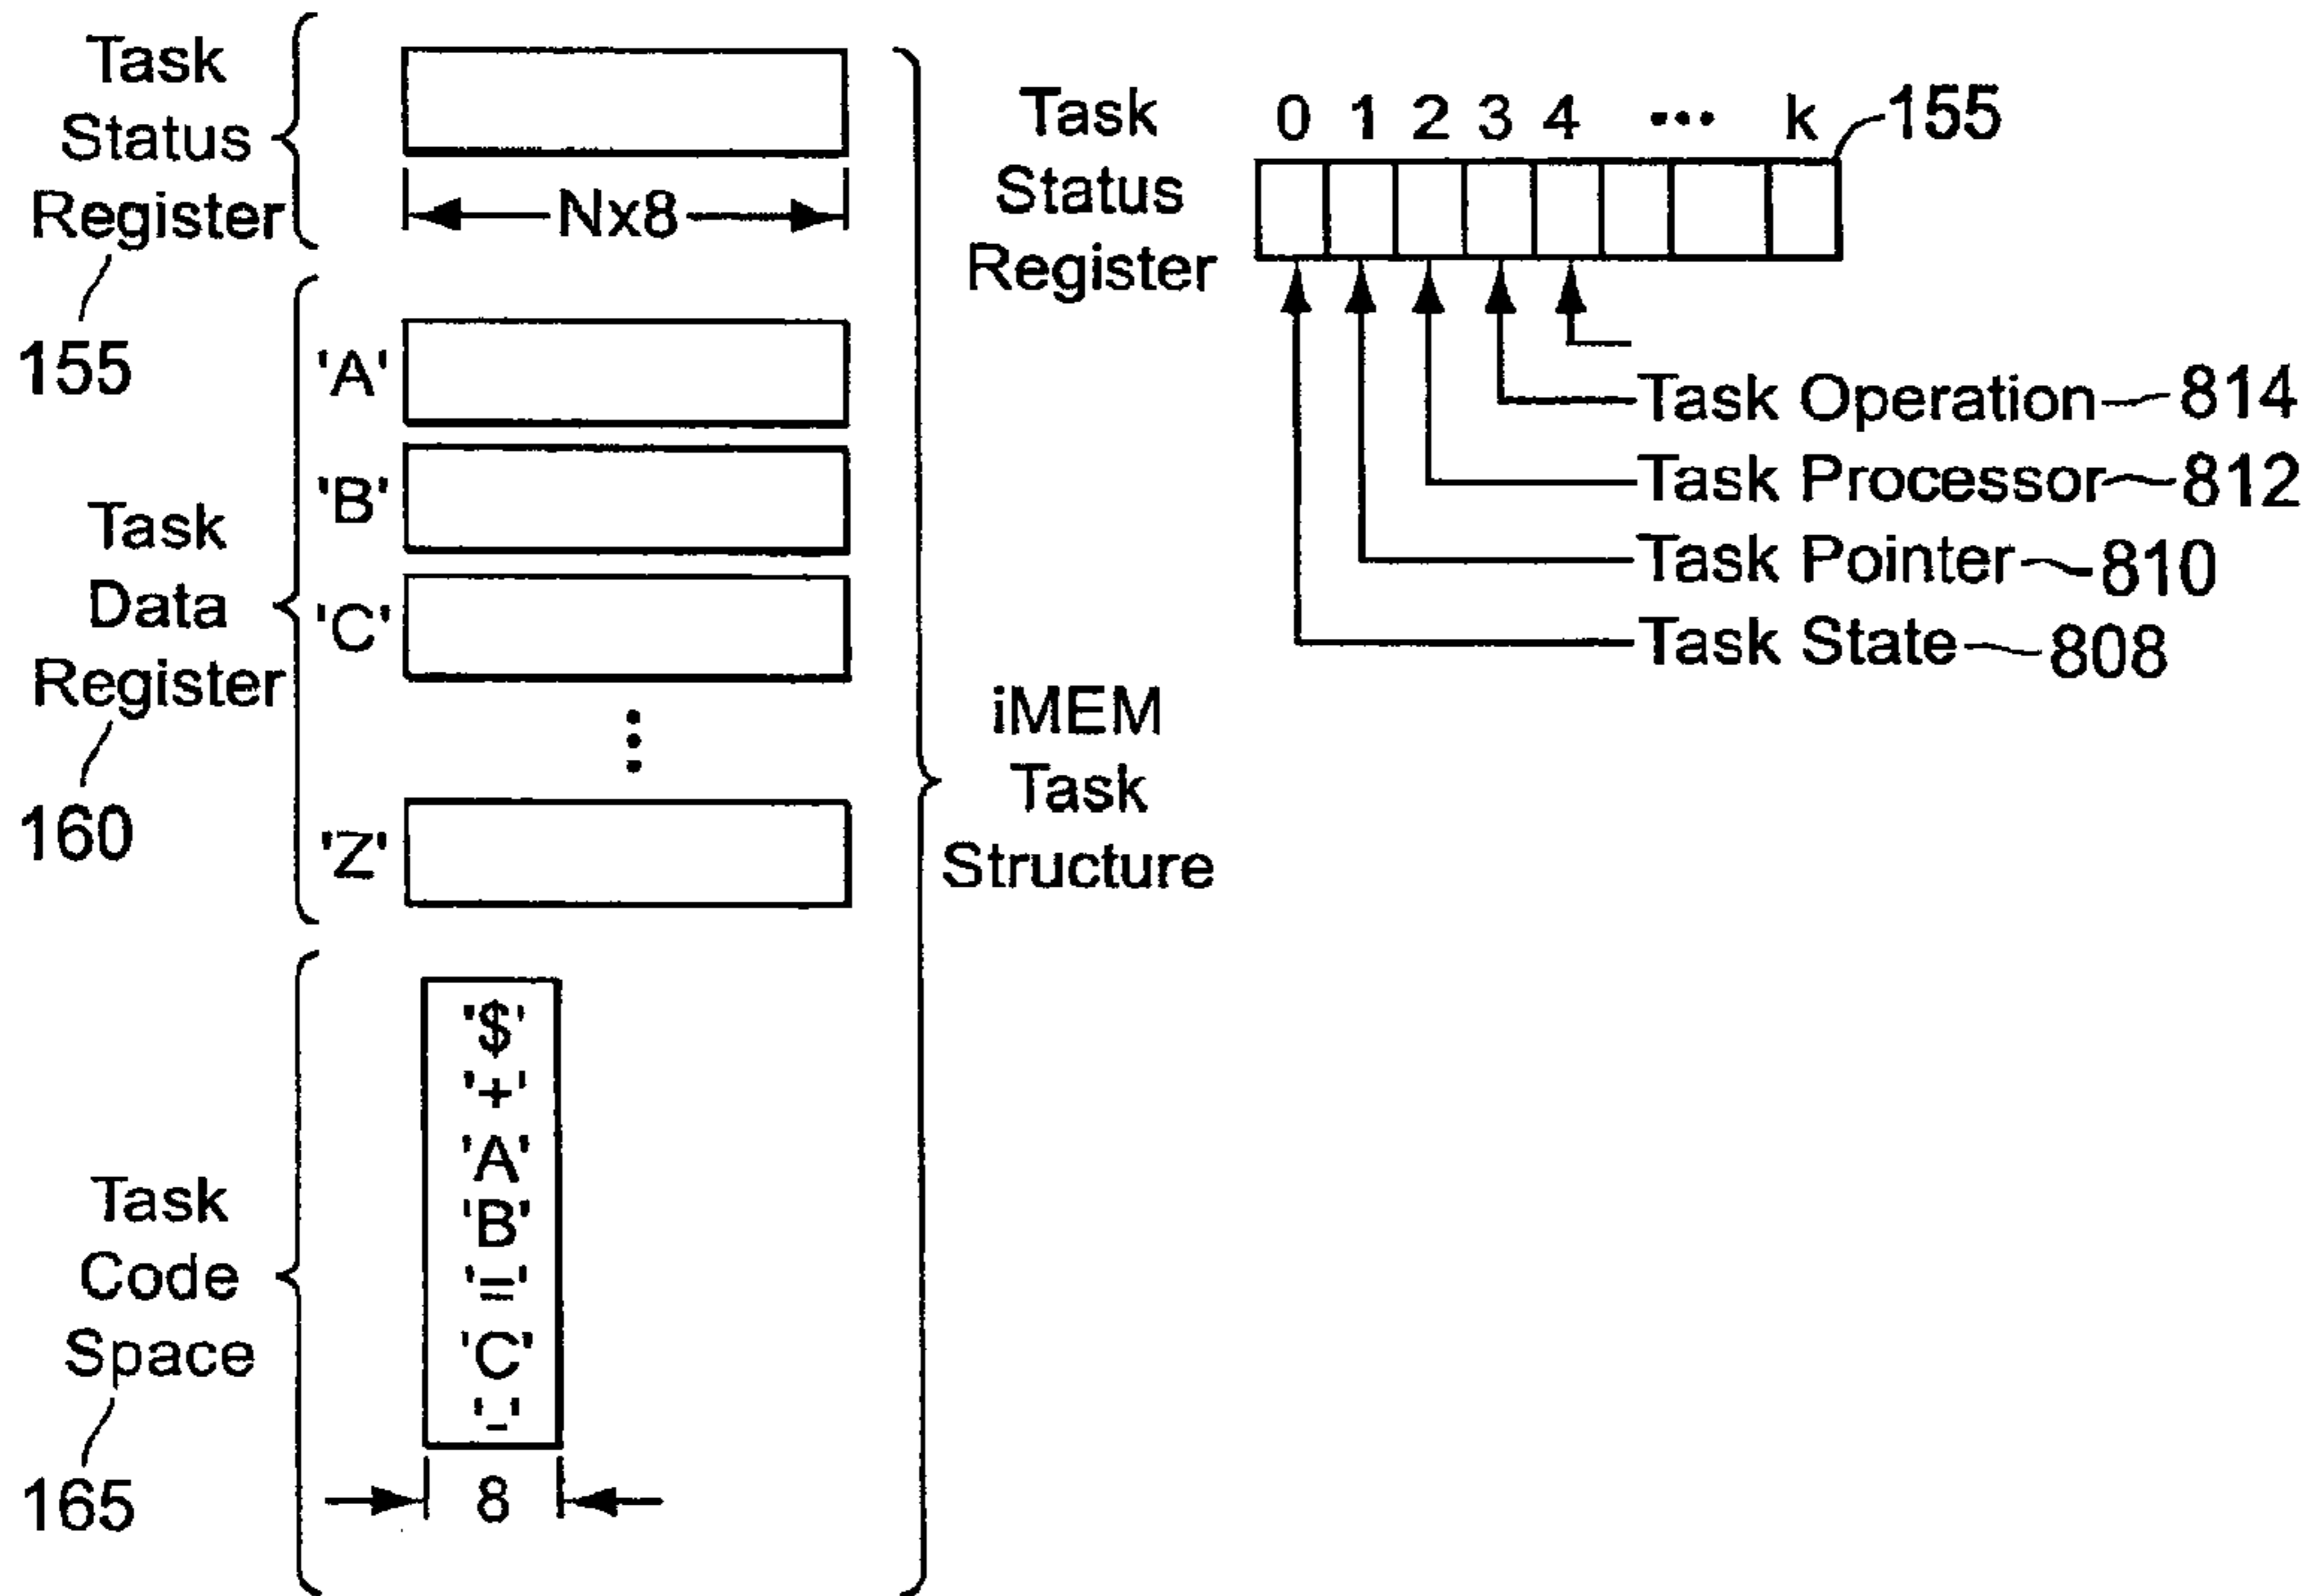 Task
Status
Register
155
Nx8
Task
Data
Register
160
'A'
'B'
'C'
'Z'
Task
Code
Space
165
'$'
'+'
'A'
'B'
'='
'C'
'-'
8
iMEM
Task
Structure
Task
Status
Register
0 1 2 3 4 ... k 155
Task Operation 814
Task Processor 812
Task Pointer 810
Task State 808